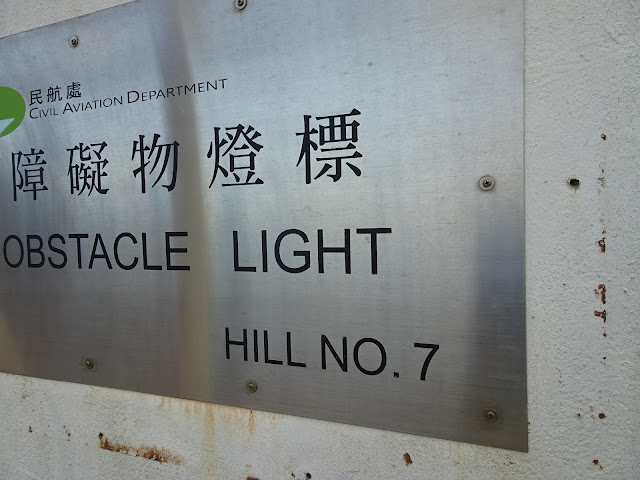 民航處
CIVIL AVIATION DEPARTMENT
障礙物燈標
OBSTACLE LIGHT
HILL NO. 7